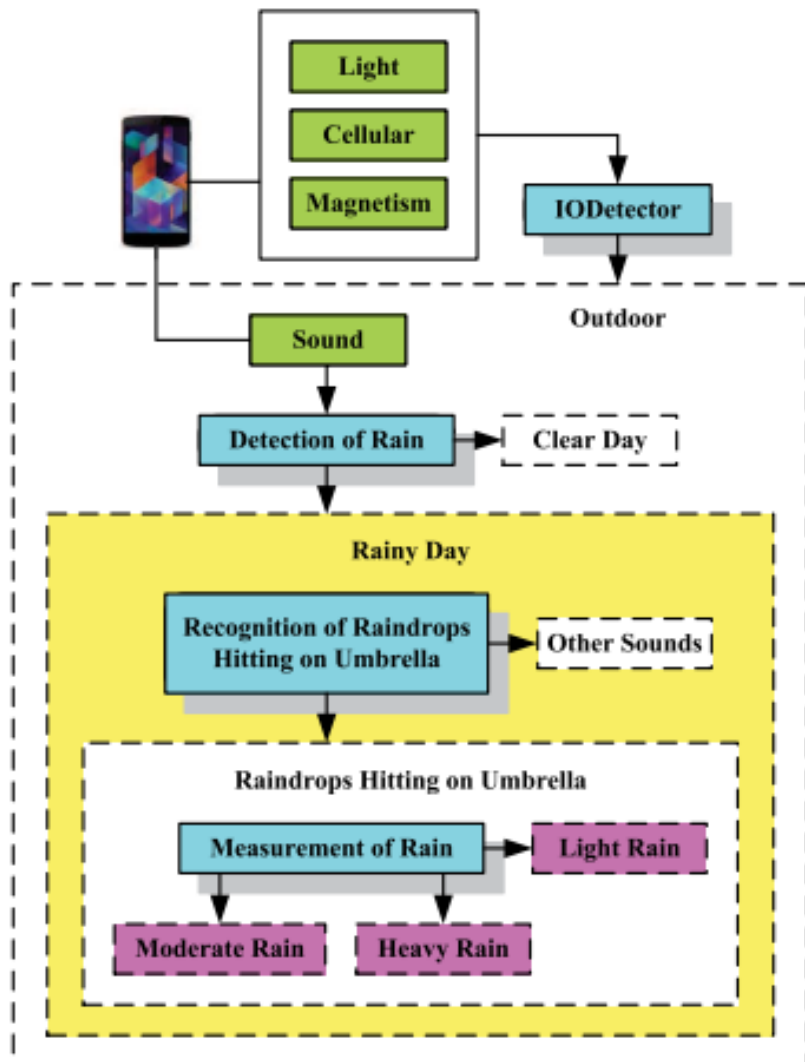 Light
Cellular
Magnetism
IODetector
Outdoor
Sound
Detection of Rain
Clear Day
Rainy Day
Recognition of Raindrops
Hitting on Umbrella
Other Sounds
Raindrops Hitting on Umbrella
Measurement of Rain
Light Rain
Moderate Rain
Heavy Rain